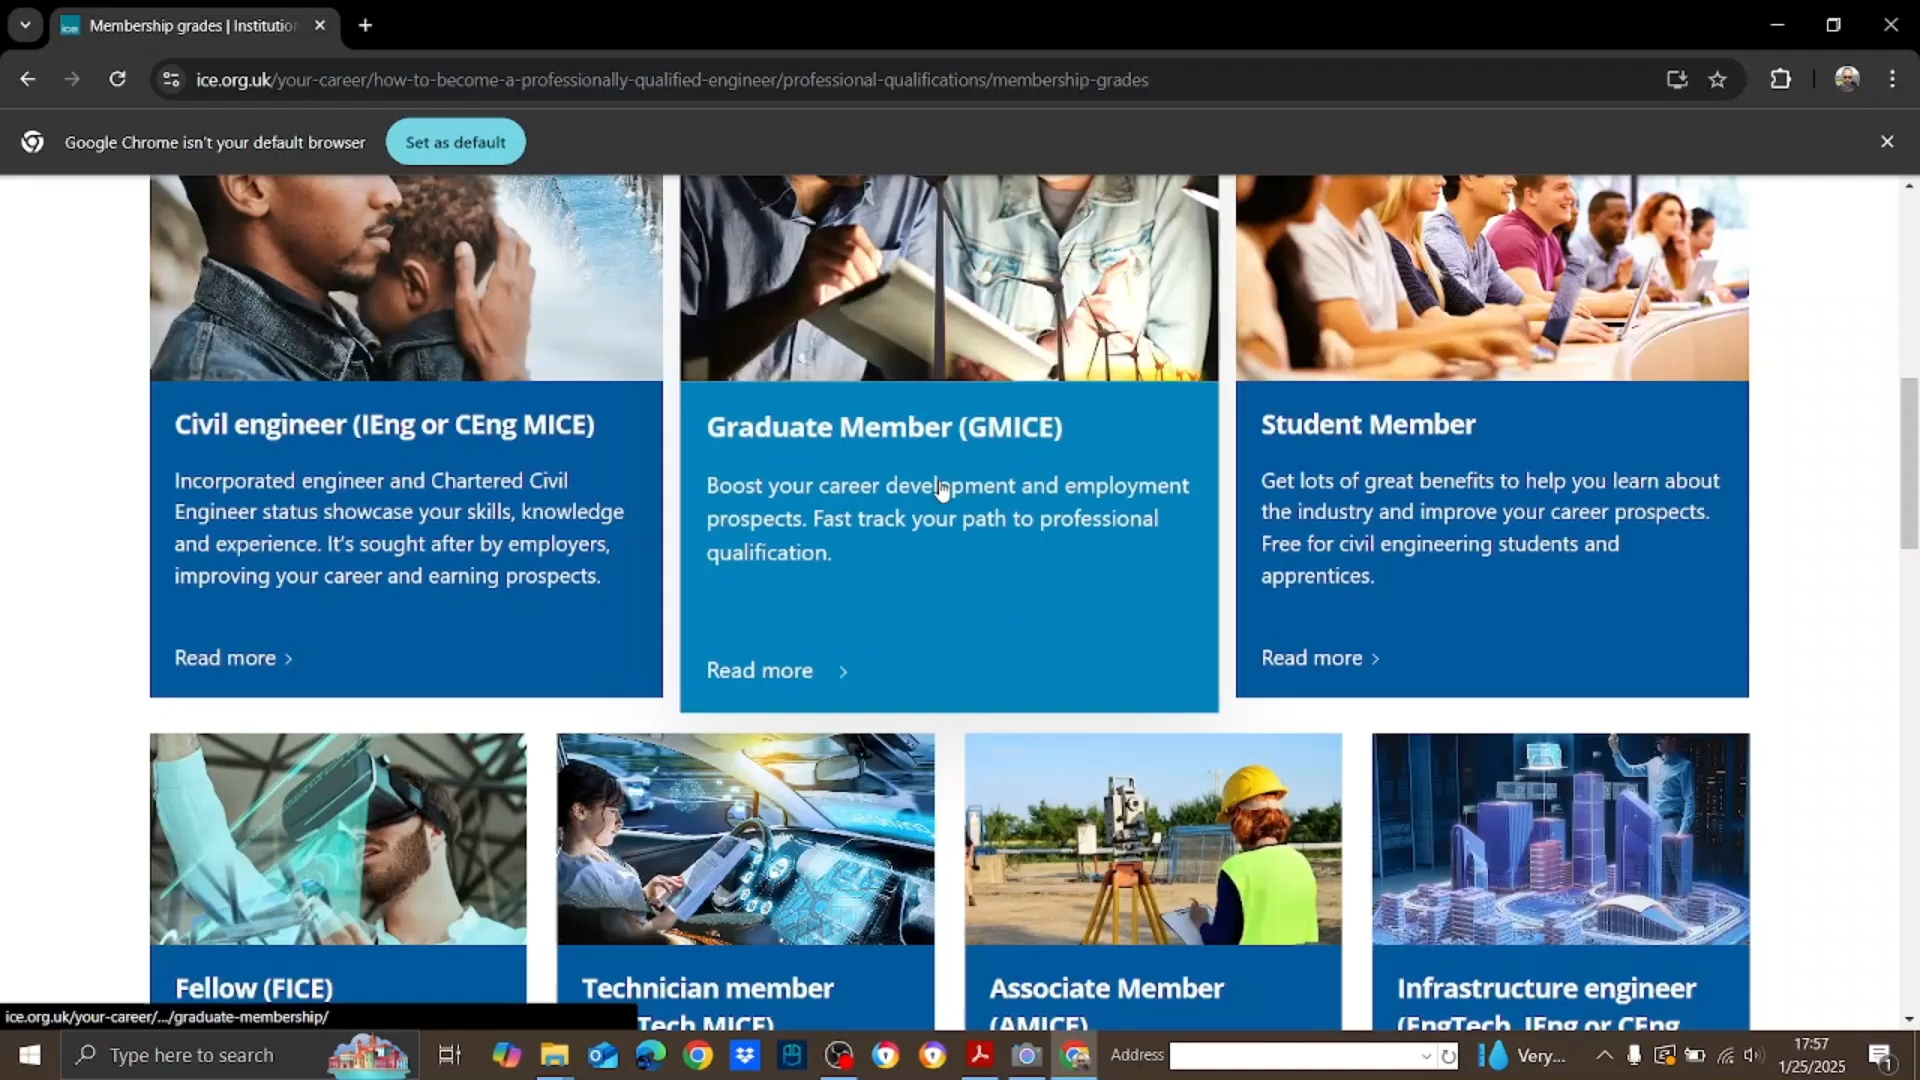 Membership grades | Institution
ice.org.uk/your-career/how-to-become-a-professionally-qualified-engineer/professional-qualifications/membership-grades
Google Chrome isn't your default browser
Set as default
Civil engineer (IEng or CEng MICE)
Incorporated engineer and Chartered Civil
Engineer status showcase your skills, knowledge
and experience. It's sought after by employers,
improving your career and earning prospects.
Read more
Graduate Member (GMICE)
Boost your career development and employment
prospects. Fast track your path to professional
qualification.
Read more
Student Member
Get lots of great benefits to help you learn about
the industry and improve your career prospects.
Free for civil engineering students and
apprentices.
Read more
Fellow (FICE)
Technician member
Tech MICE)
Associate Member
(AMICE)
Infrastructure engineer
(EngTech, IEng or CEng
ice.org.uk/your-career/.../graduate-membership/
Type here to search
Address
Very...
17:57
1/25/2025
1